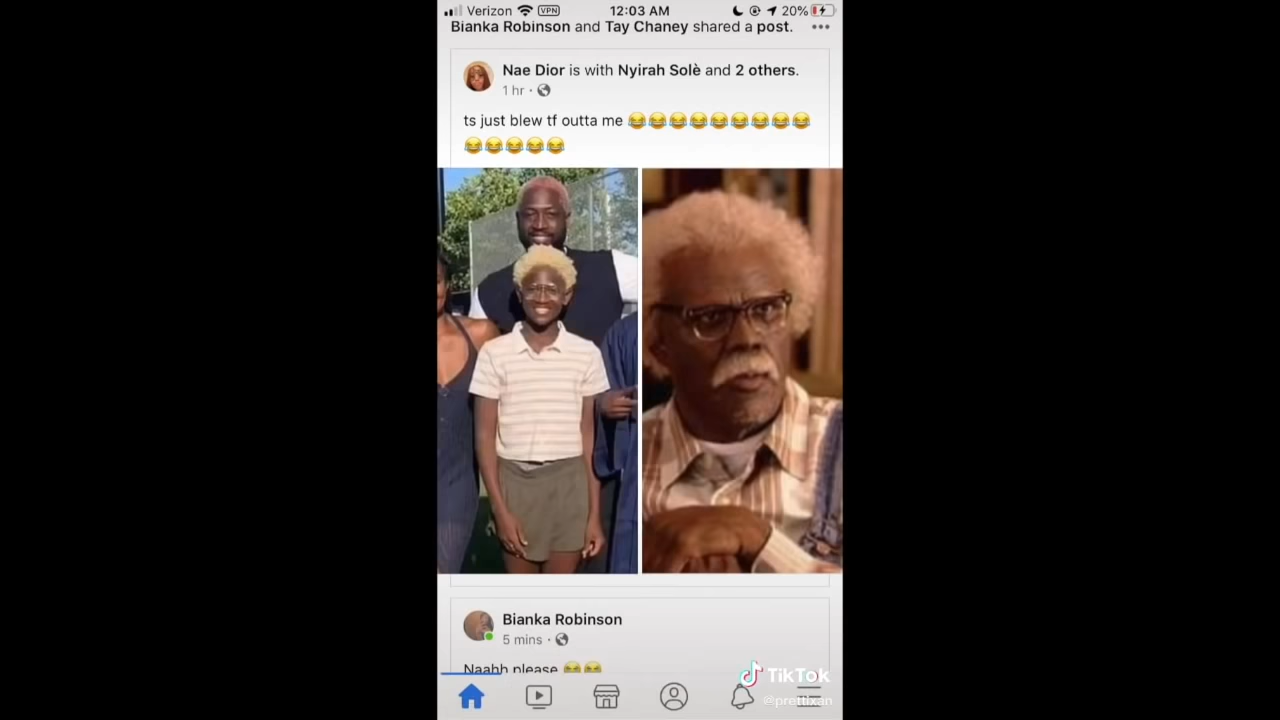 Verizon VPN 12:03 AM 20%
Bianka Robinson and Tay Chaney shared a post.
Nae Dior is with Nyirah Solè and 2 others.
1 hr ·
ts just blew tf outta me 😂😂😂😂😂😂😂😂😂
😂😂😂😂😂
Bianka Robinson
5 mins ·
Naahh please 😂😂
TikTok
@prettixan